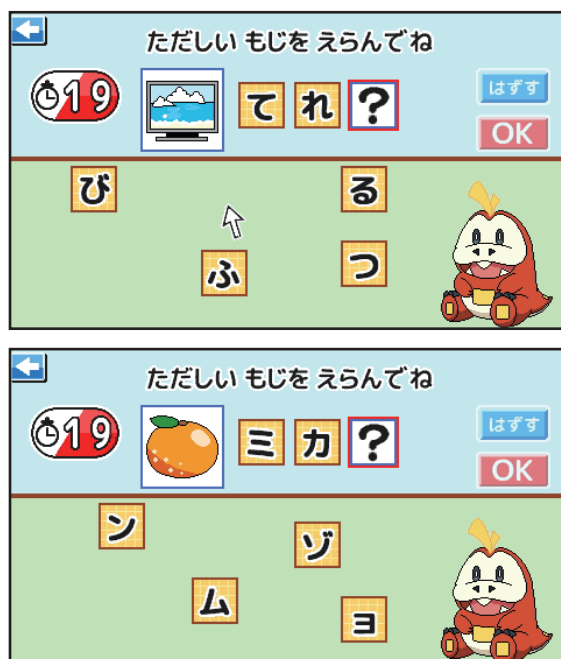 ただしい もじを えらんでね
19
て れ ?
はずす
OK
び
る
ふ
つ
ただしい もじを えらんでね
19
ミ カ ?
はずす
OK
ン
ゾ
ム
ヨ